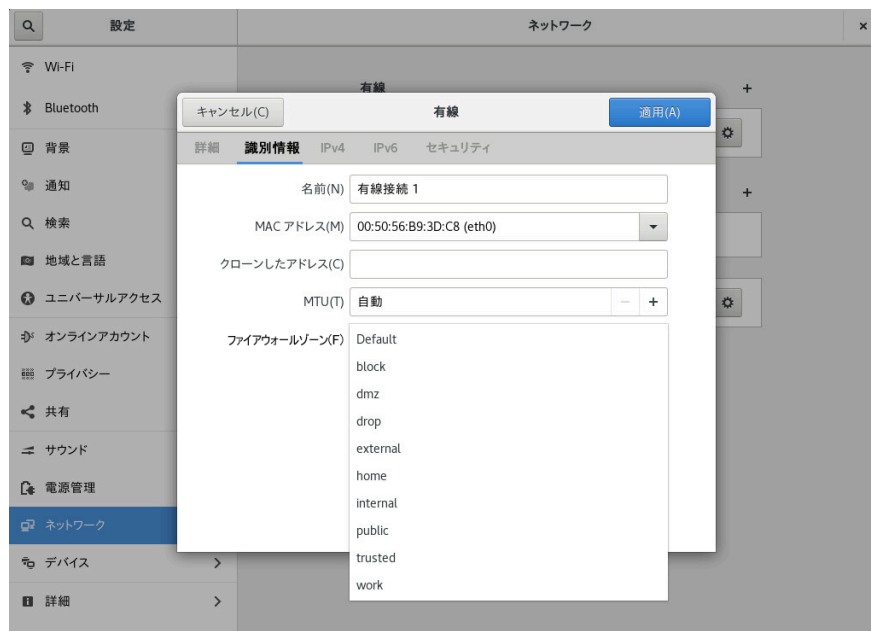 設定
ネットワーク
×
Wi-Fi
Bluetooth
背景
通知
検索
地域と言語
ユニバーサルアクセス
オンラインアカウント
プライバシー
共有
サウンド
電源管理
ネットワーク
デバイス
詳細
有線
+
+
キャンセル(C)
有線
適用(A)
詳細 識別情報 IPv4 IPv6 セキュリティ
名前(N) 有線接続 1
MAC アドレス(M) 00:50:56:B9:3D:C8 (eth0)
クローンしたアドレス(C)
MTU(T) 自動 − +
ファイアウォールゾーン(F) Default
block
dmz
drop
external
home
internal
public
trusted
work